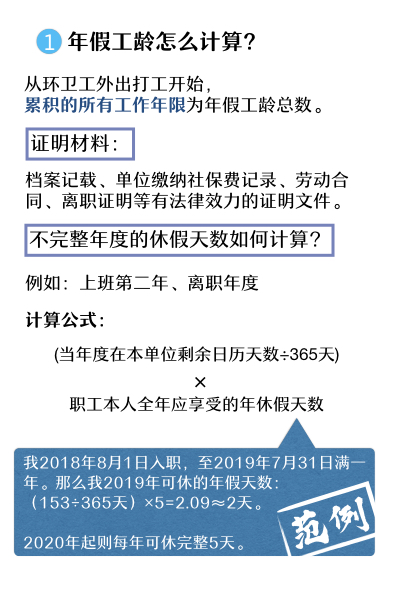 1 年假工龄怎么计算？
从环卫工外出打工开始，
累积的所有工作年限为年假工龄总数。
证明材料：
档案记载、单位缴纳社保费记录、劳动合
同、离职证明等有法律效力的证明文件。
不完整年度的休假天数如何计算？
例如：上班第二年、离职年度
计算公式：
(当年度在本单位剩余日历天数÷365天)
×
职工本人全年应享受的年休假天数
我2018年8月1日入职，至2019年7月31日满一
年。那么我2019年可休的年假天数：
（153÷365天）×5=2.09≈2天。
2020年起则每年可休完整5天。
范例